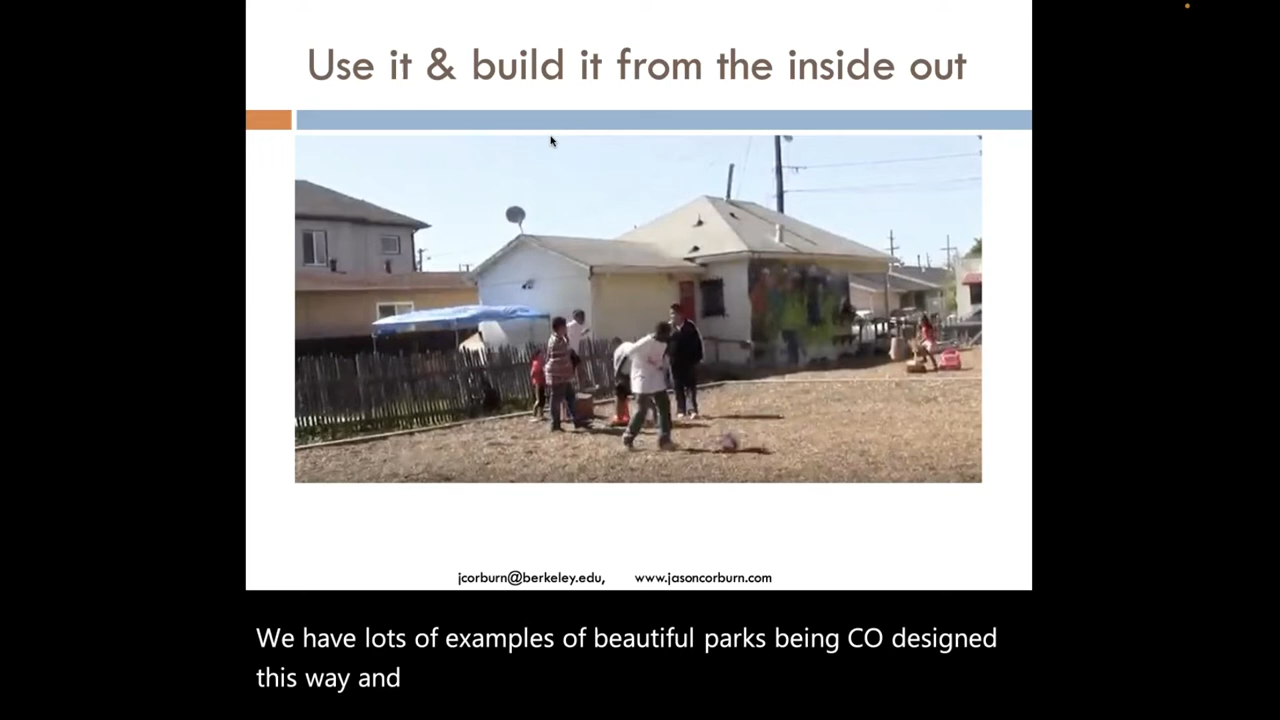 Use it & build it from the inside out
jcorburn@berkeley.edu, www.jasoncorburn.com
We have lots of examples of beautiful parks being CO designed
this way and